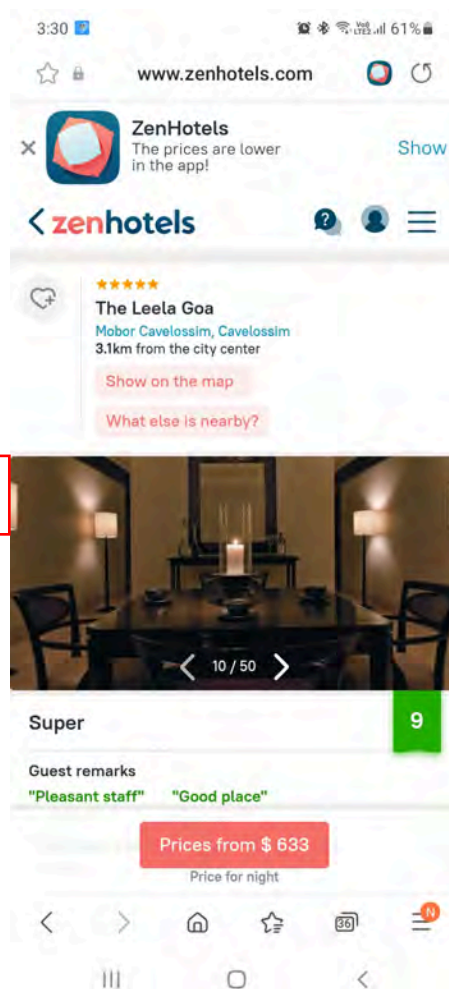 3:30 61%
www.zenhotels.com
ZenHotels
The prices are lower
in the app!
Show
zenhotels
?
The Leela Goa
Mobor Cavelossim, Cavelossim
3.1km from the city center
Show on the map
What else is nearby?
10 / 50
Super
9
Guest remarks
"Pleasant staff" "Good place"
Prices from $ 633
Price for night
36
N